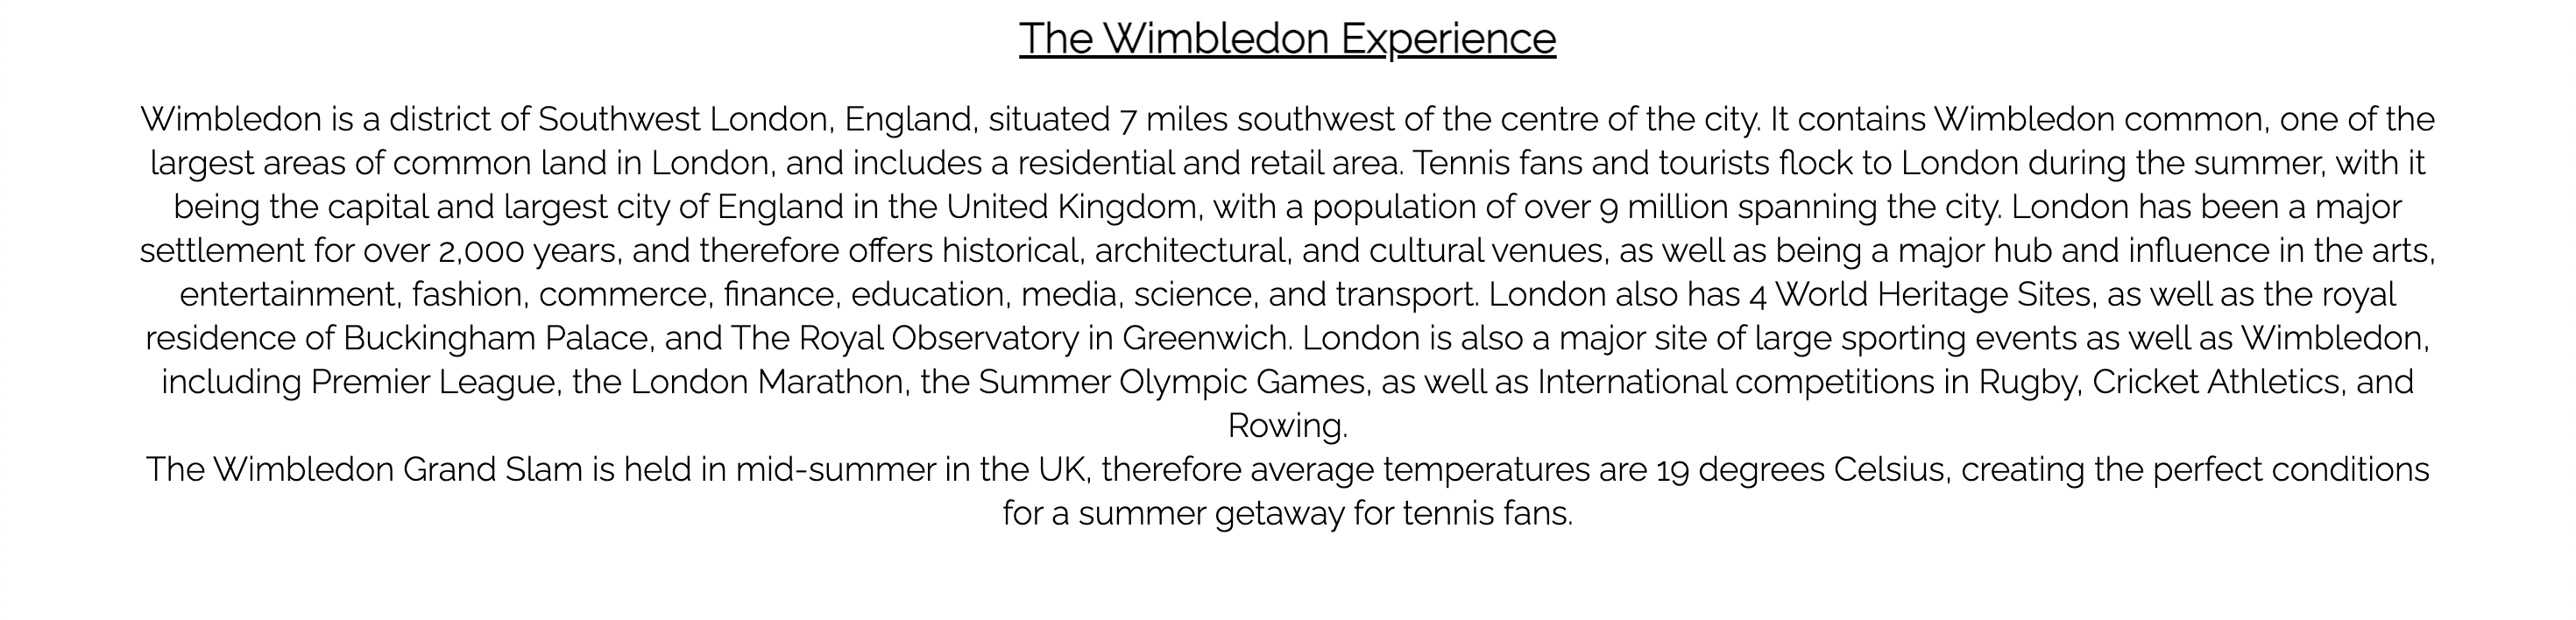 The Wimbledon Experience
Wimbledon is a district of Southwest London, England, situated 7 miles southwest of the centre of the city. It contains Wimbledon common, one of the
largest areas of common land in London, and includes a residential and retail area. Tennis fans and tourists flock to London during the summer, with it
being the capital and largest city of England in the United Kingdom, with a population of over 9 million spanning the city. London has been a major
settlement for over 2,000 years, and therefore offers historical, architectural, and cultural venues, as well as being a major hub and influence in the arts,
entertainment, fashion, commerce, finance, education, media, science, and transport. London also has 4 World Heritage Sites, as well as the royal
residence of Buckingham Palace, and The Royal Observatory in Greenwich. London is also a major site of large sporting events as well as Wimbledon,
including Premier League, the London Marathon, the Summer Olympic Games, as well as International competitions in Rugby, Cricket Athletics, and
Rowing.
The Wimbledon Grand Slam is held in mid-summer in the UK, therefore average temperatures are 19 degrees Celsius, creating the perfect conditions
for a summer getaway for tennis fans.